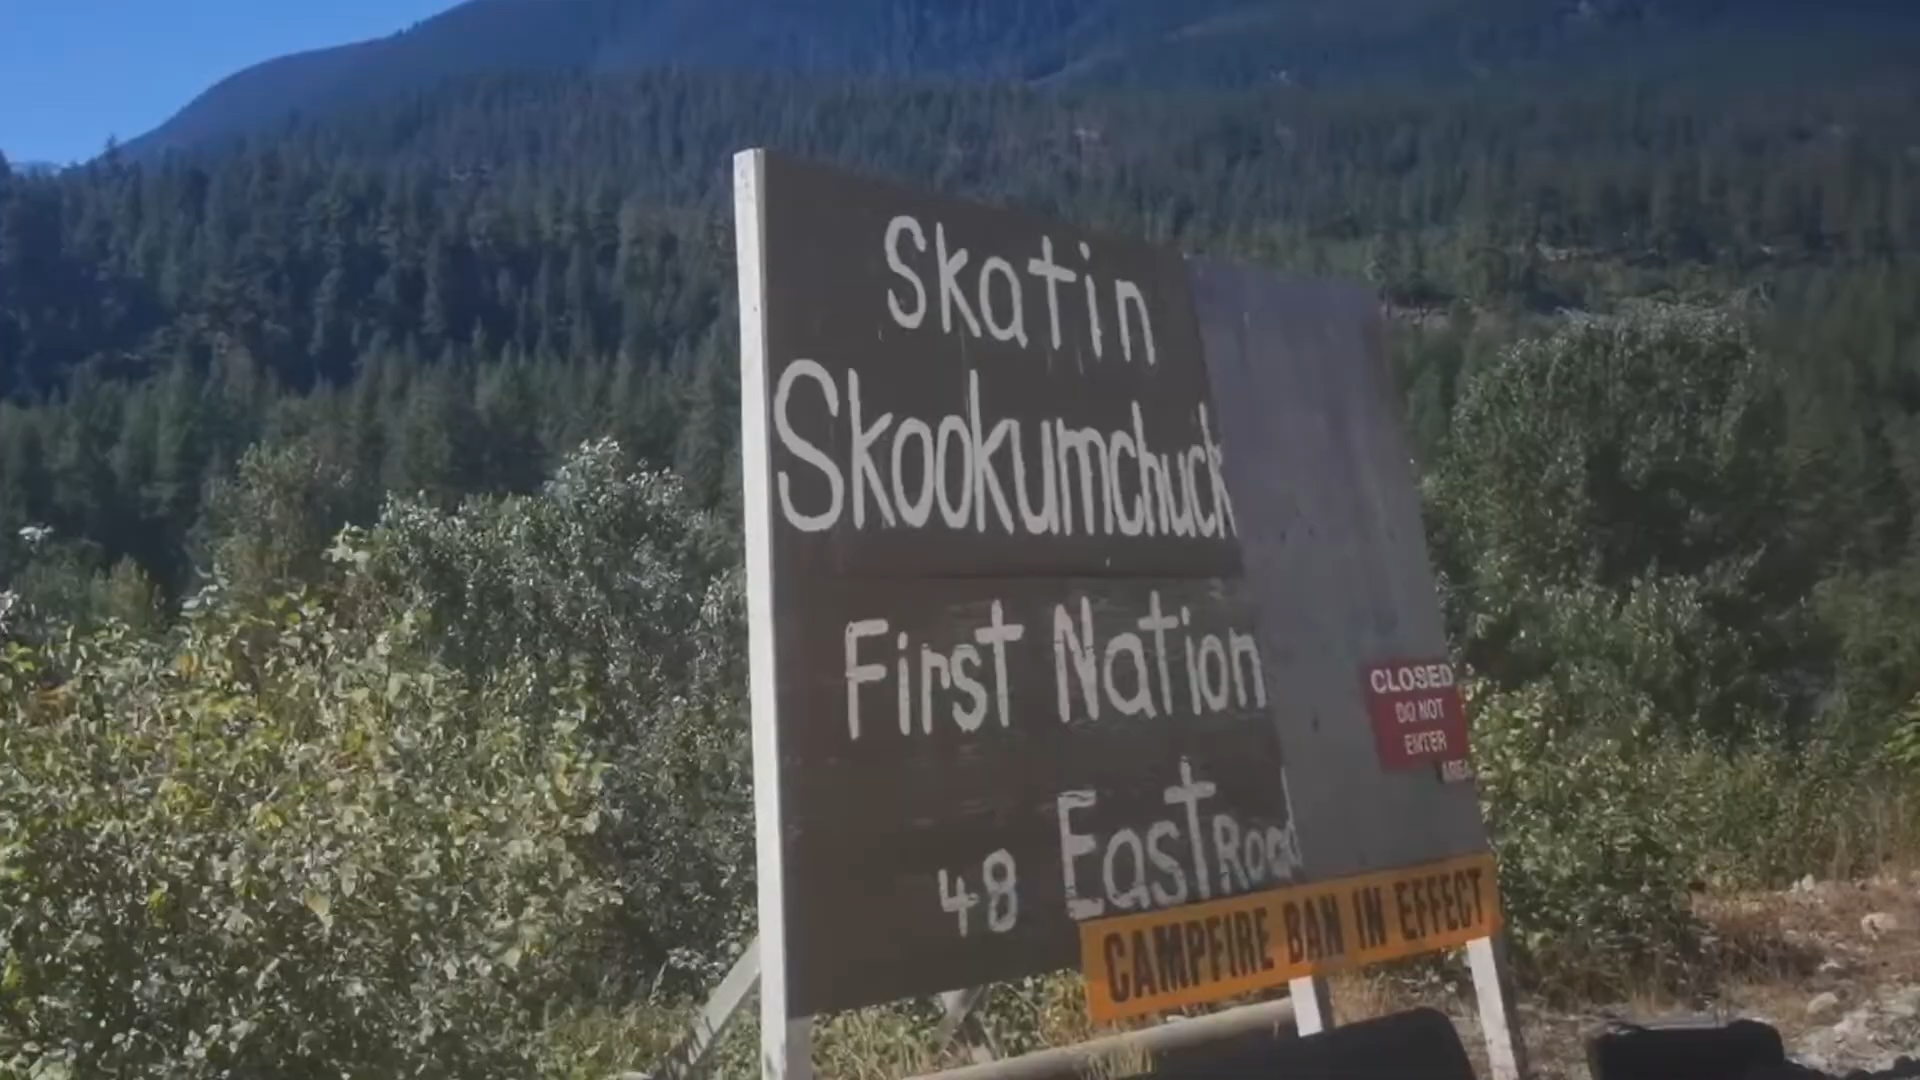 Skatin
Skookumchuck
First Nation
48 East Road
CLOSED
DO NOT
ENTER
AREA
CAMPFIRE BAN IN EFFECT